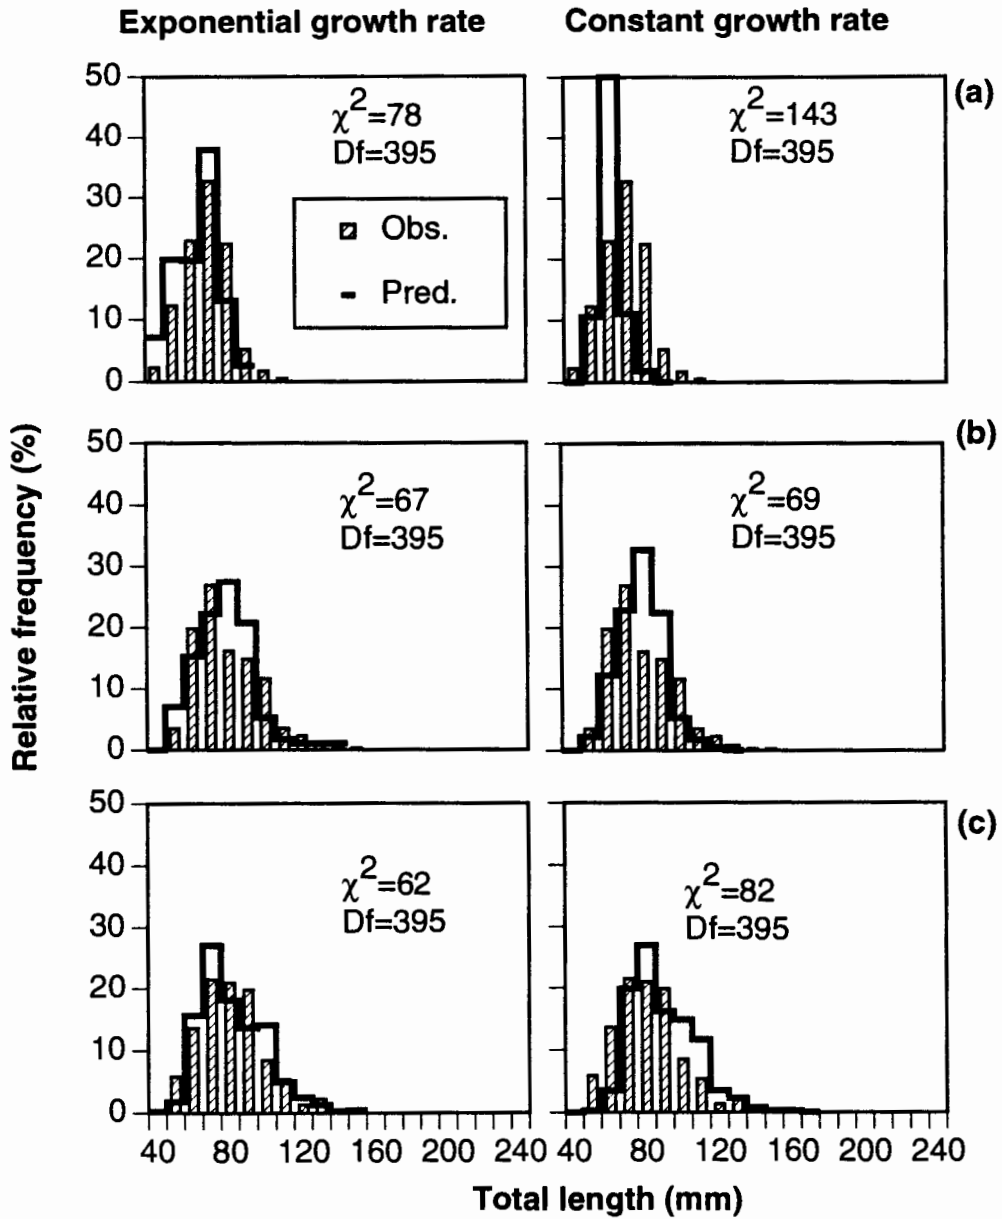 Exponential growth rate
Constant growth rate
(a)
50
40
30
20
10
0
χ²=78
Df=395
Obs.
Pred.
χ²=143
Df=395
(b)
50
40
30
20
10
0
χ²=67
Df=395
χ²=69
Df=395
Relative frequency (%)
(c)
50
40
30
20
10
0
χ²=62
Df=395
χ²=82
Df=395
40 80 120 160 200 240 40 80 120 160 200 240
Total length (mm)